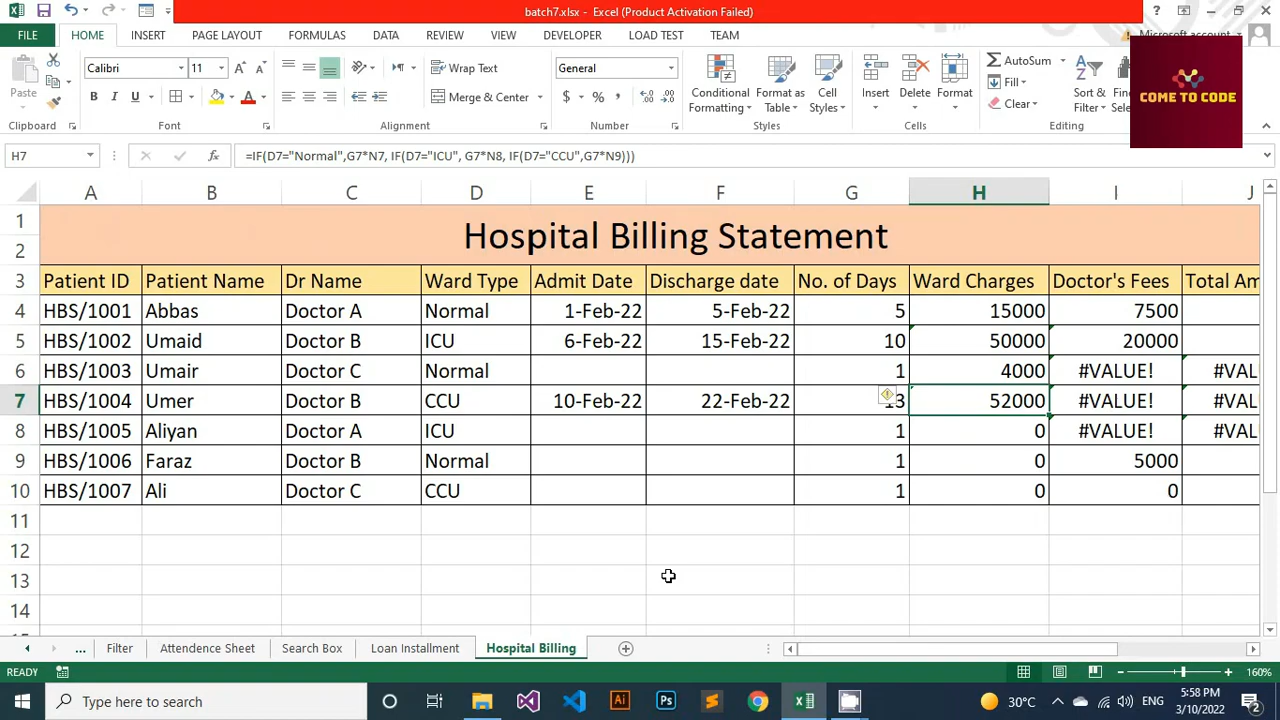 batch7.xlsx - Excel (Product Activation Failed)
FILE HOME INSERT PAGE LAYOUT FORMULAS DATA REVIEW VIEW DEVELOPER LOAD TEST TEAM Microsoft account
Paste Calibri 11 Wrap Text General Conditional Formatting Format as Table Cell Styles Insert Delete Format AutoSum Fill Clear Sort & Filter
B I U Merge & Center $ %
Clipboard Font Alignment Number Styles Cells Editing
COME TO CODE
H7 fx =IF(D7="Normal",G7*N7, IF(D7="ICU", G7*N8, IF(D7="CCU",G7*N9)))
A B C D E F G H I J
1 Hospital Billing Statement
2
3 Patient ID Patient Name Dr Name Ward Type Admit Date Discharge date No. of Days Ward Charges Doctor's Fees Total Am
4 HBS/1001 Abbas Doctor A Normal 1-Feb-22 5-Feb-22 5 15000 7500
5 HBS/1002 Umaid Doctor B ICU 6-Feb-22 15-Feb-22 10 50000 20000
6 HBS/1003 Umair Doctor C Normal 1 4000 #VALUE! #VAL
7 HBS/1004 Umer Doctor B CCU 10-Feb-22 22-Feb-22 13 52000 #VALUE! #VAL
8 HBS/1005 Aliyan Doctor A ICU 1 0 #VALUE! #VAL
9 HBS/1006 Faraz Doctor B Normal 1 0 5000
10 HBS/1007 Ali Doctor C CCU 1 0 0
11
12
13
14
... Filter Attendence Sheet Search Box Loan Installment Hospital Billing
READY 160%
Type here to search Ai Ps 30°C ENG 5:58 PM
3/10/2022 2